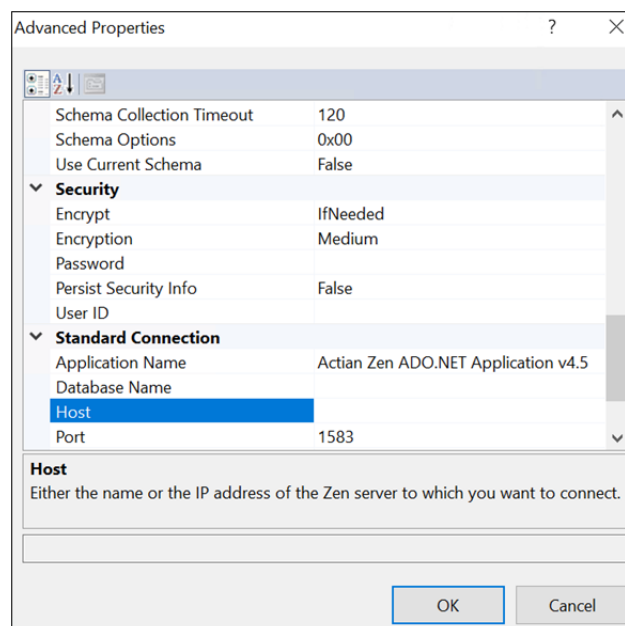 Advanced Properties
?
Schema Collection Timeout 120
Schema Options 0x00
Use Current Schema False
Security
Encrypt IfNeeded
Encryption Medium
Password
Persist Security Info False
User ID
Standard Connection
Application Name Actian Zen ADO.NET Application v4.5
Database Name
Host
Port 1583
Host
Either the name or the IP address of the Zen server to which you want to connect.
OK Cancel